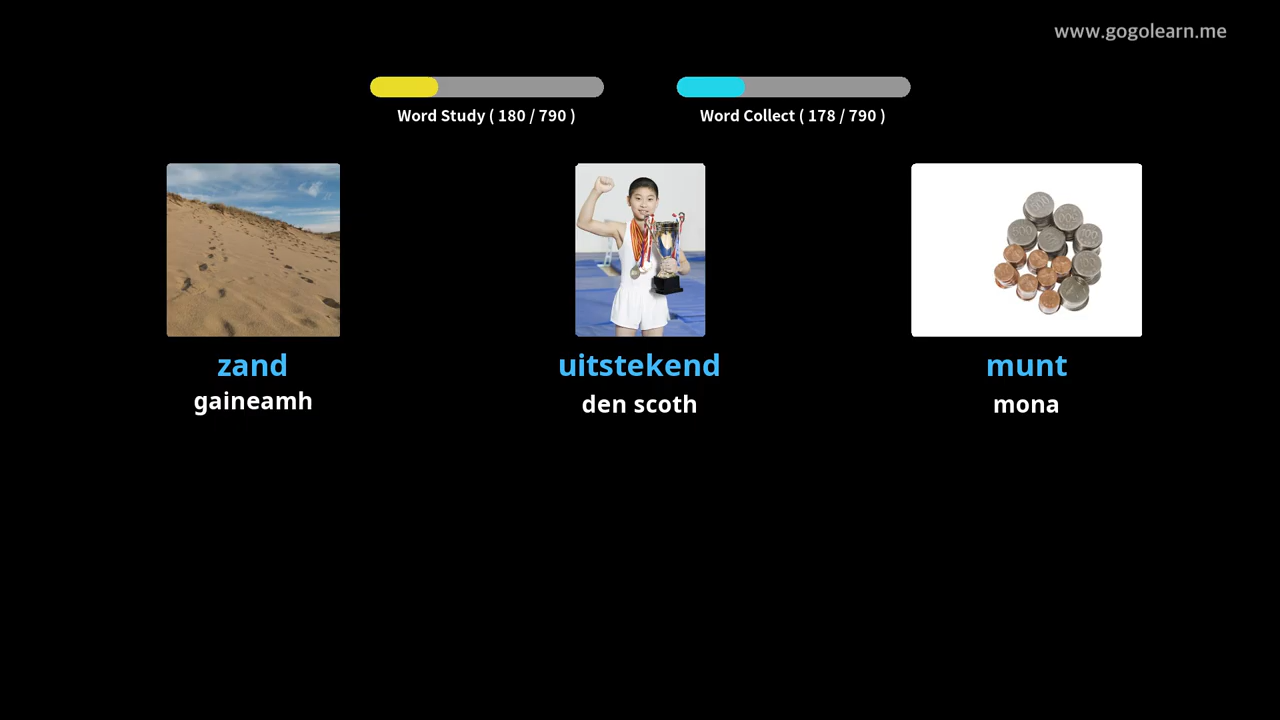 www.gogolearn.me
Word Study ( 180 / 790 )
Word Collect ( 178 / 790 )
zand
gaineamh
uitstekend
den scoth
munt
mona